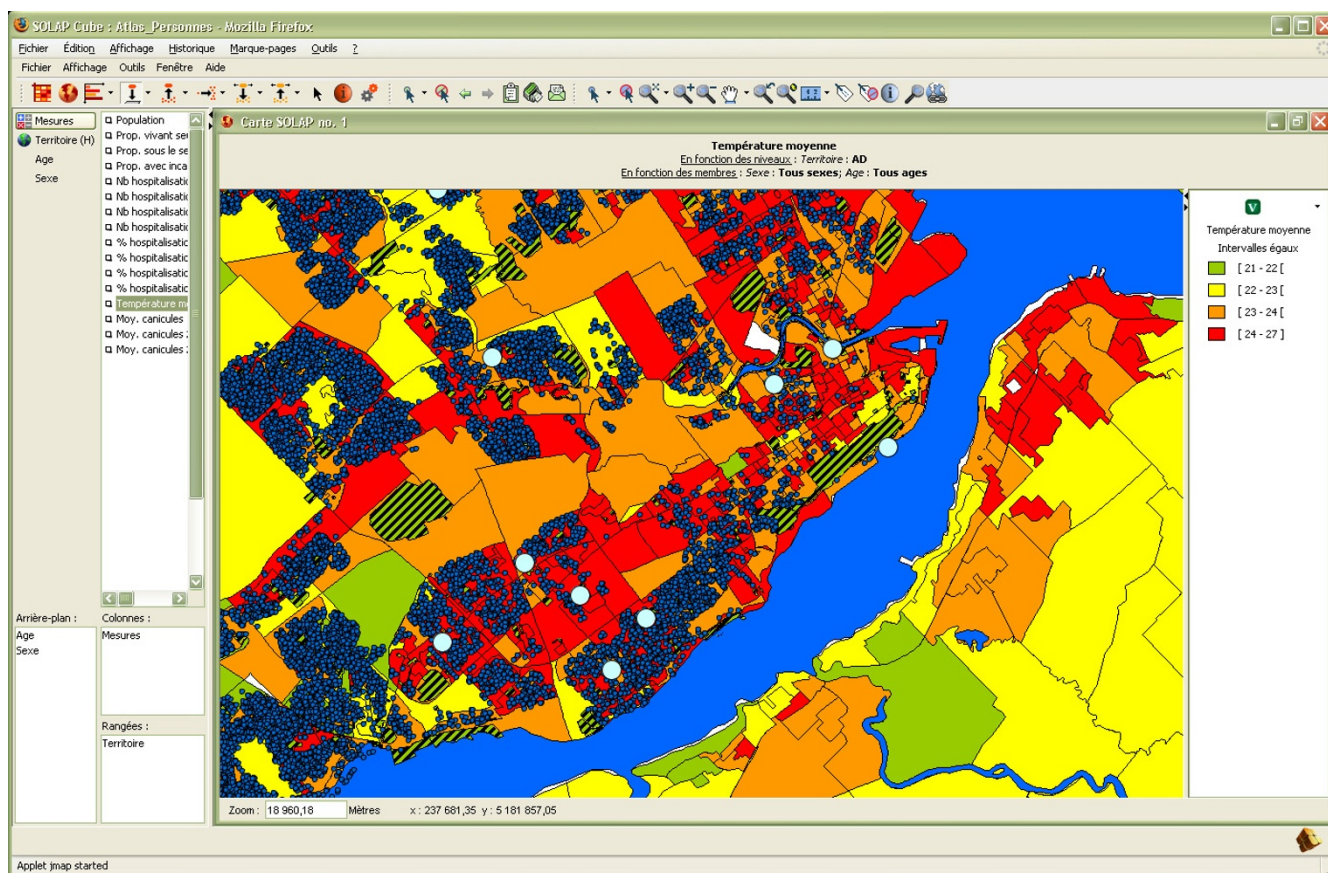 SOLAP Cube : Atlas_Personnes - Mozilla Firefox
Fichier Édition Affichage Historique Marque-pages Outils ?
Fichier Affichage Outils Fenêtre Aide
Mesures
Territoire (H)
Age
Sexe
Population
Prop. vivant seu
Prop. sous le se
Prop. avec inca
Nb hospitalisatic
Nb hospitalisatic
Nb hospitalisatic
Nb hospitalisatic
% hospitalisatic
% hospitalisatic
% hospitalisatic
% hospitalisatic
Température m
Moy. canicules
Moy. canicules
Moy. canicules
Arrière-plan :
Age
Sexe
Colonnes :
Mesures
Rangées :
Territoire
Carte SOLAP no. 1
Température moyenne
En fonction des niveaux : Territoire : AD
En fonction des membres : Sexe : Tous sexes; Age : Tous ages
V
Température moyenne
Intervalles égaux
[ 21 - 22 [
[ 22 - 23 [
[ 23 - 24 [
[ 24 - 27 ]
Zoom : 18 960,18 Mètres x : 237 681,35 y : 5 181 857,05
Applet jmap started